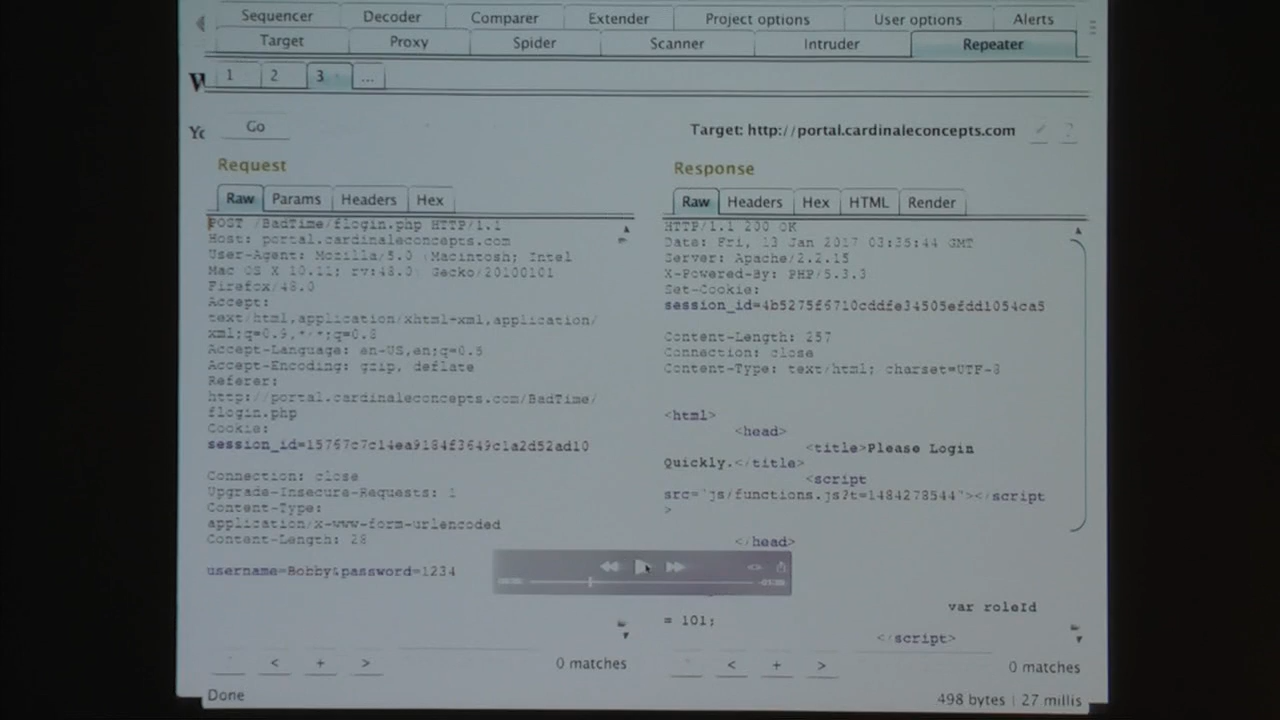 Sequencer Decoder Comparer Extender Project options User options Alerts
Target Proxy Spider Scanner Intruder Repeater
1 2 3 ...
Go
Target: http://portal.cardinaleconcepts.com
?
Request
Raw Params Headers Hex
POST /BadTime/flogin.php HTTP/1.1
Host: portal.cardinaleconcepts.com
User-Agent: Mozilla/5.0 (Macintosh; Intel
Mac OS X 10.11; rv:48.0) Gecko/20100101
Firefox/48.0
Accept:
text/html,application/xhtml+xml,application/
xml;q=0.9,*/*;q=0.8
Accept-Language: en-US,en;q=0.5
Accept-Encoding: gzip, deflate
Referer:
http://portal.cardinaleconcepts.com/BadTime/
flogin.php
Cookie:
session_id=15767c7c14ea9184f3649c1a2d52ad10
Connection: close
Upgrade-Insecure-Requests: 1
Content-Type:
application/x-www-form-urlencoded
Content-Length: 28
username=Bobby&password=1234
< + >
0 matches
Response
Raw Headers Hex HTML Render
HTTP/1.1 200 OK
Date: Fri, 13 Jan 2017 03:35:44 GMT
Server: Apache/2.2.15
X-Powered-By: PHP/5.3.3
Set-Cookie:
session_id=4b5275f6710cddfe34505efdd1054ca5
Content-Length: 257
Connection: close
Content-Type: text/html; charset=UTF-8
<html>
<head>
<title>Please Login
Quickly.</title>
<script
src="js/functions.js?t=1484278544"></script
>
</head>
var roleId
= 101;
</script>
< + >
0 matches
Done
498 bytes | 27 millis